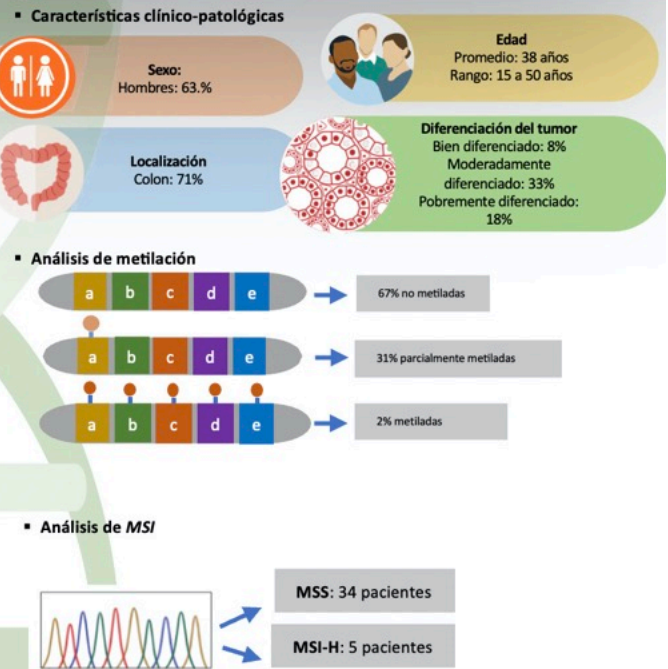 ▪ Características clínico-patológicas
Sexo:
Hombres: 63.%
Edad
Promedio: 38 años
Rango: 15 a 50 años
Localización
Colon: 71%
Diferenciación del tumor
Bien diferenciado: 8%
Moderadamente
diferenciado: 33%
Pobremente diferenciado:
18%
▪ Análisis de metilación
a b c d e
67% no metiladas
a b c d e
31% parcialmente metiladas
a b c d e
2% metiladas
▪ Análisis de MSI
MSS: 34 pacientes
MSI-H: 5 pacientes